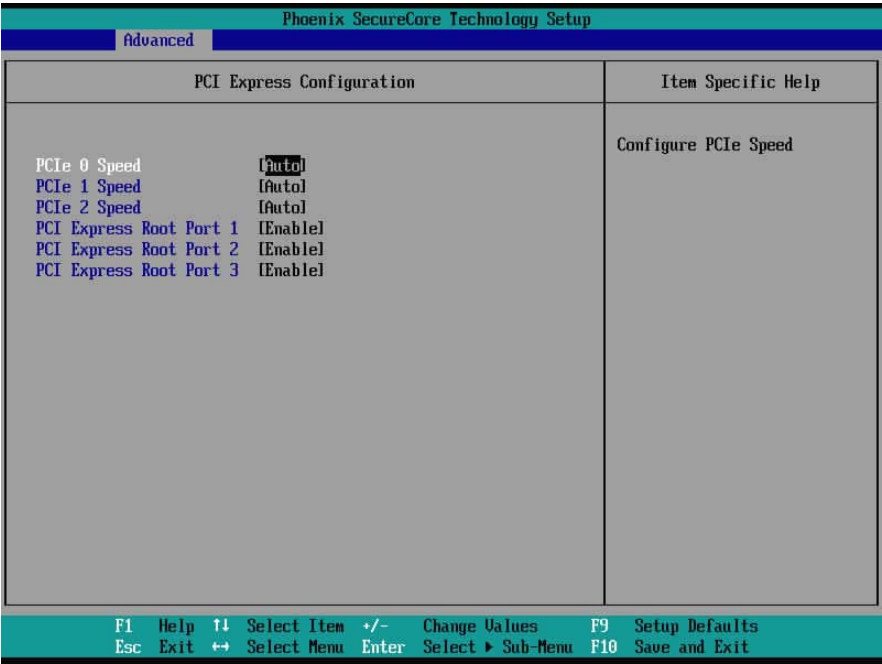 Phoenix SecureCore Technology Setup
Advanced
PCI Express Configuration
Item Specific Help
Configure PCIe Speed
PCIe 0 Speed [Auto]
PCIe 1 Speed [Auto]
PCIe 2 Speed [Auto]
PCI Express Root Port 1 [Enable]
PCI Express Root Port 2 [Enable]
PCI Express Root Port 3 [Enable]
F1 Help ↑↓ Select Item +/- Change Values F9 Setup Defaults
Esc Exit ↔ Select Menu Enter Select ▶ Sub-Menu F10 Save and Exit